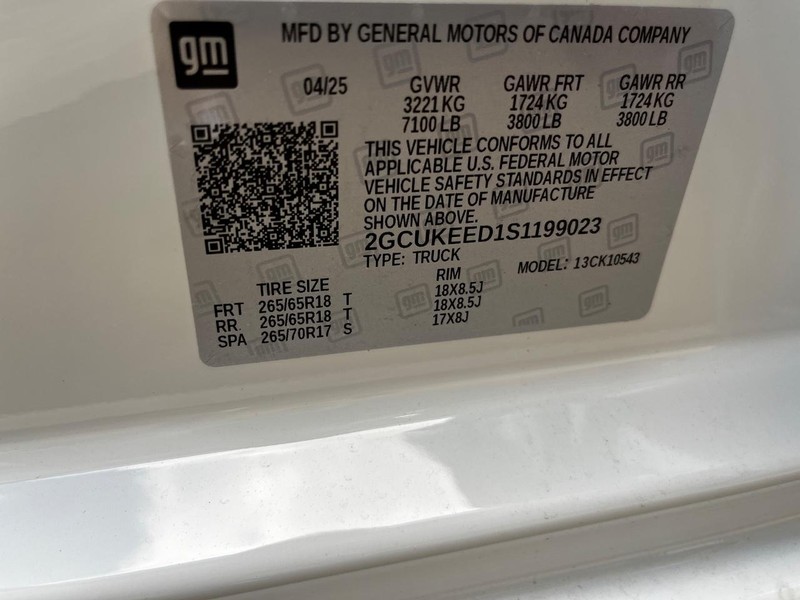 gm
MFD BY GENERAL MOTORS OF CANADA COMPANY
04/25 GVWR GAWR FRT GAWR RR
3221 KG 1724 KG 1724 KG
7100 LB 3800 LB 3800 LB
THIS VEHICLE CONFORMS TO ALL
APPLICABLE U.S. FEDERAL MOTOR
VEHICLE SAFETY STANDARDS IN EFFECT
ON THE DATE OF MANUFACTURE
SHOWN ABOVE.
2GCUKEED1S1199023
TYPE: TRUCK MODEL: 13CK10543
TIRE SIZE RIM
FRT 265/65R18 T 18X8.5J
RR 265/65R18 T 18X8.5J
SPA 265/70R17 S 17X8J